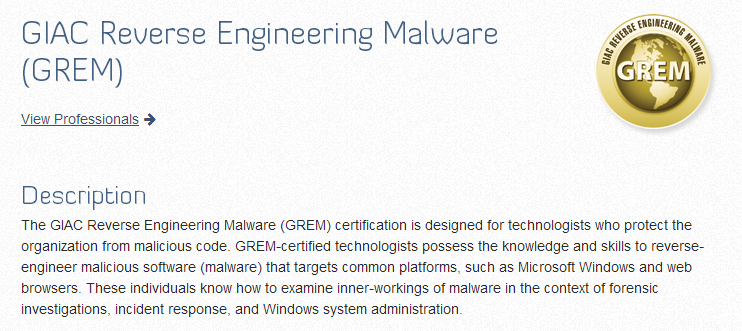 GIAC Reverse Engineering Malware
(GREM)
GIAC REVERSE ENGINEERING MALWARE
GREM
View Professionals
Description
The GIAC Reverse Engineering Malware (GREM) certification is designed for technologists who protect the
organization from malicious code. GREM-certified technologists possess the knowledge and skills to reverse-
engineer malicious software (malware) that targets common platforms, such as Microsoft Windows and web
browsers. These individuals know how to examine inner-workings of malware in the context of forensic
investigations, incident response, and Windows system administration.